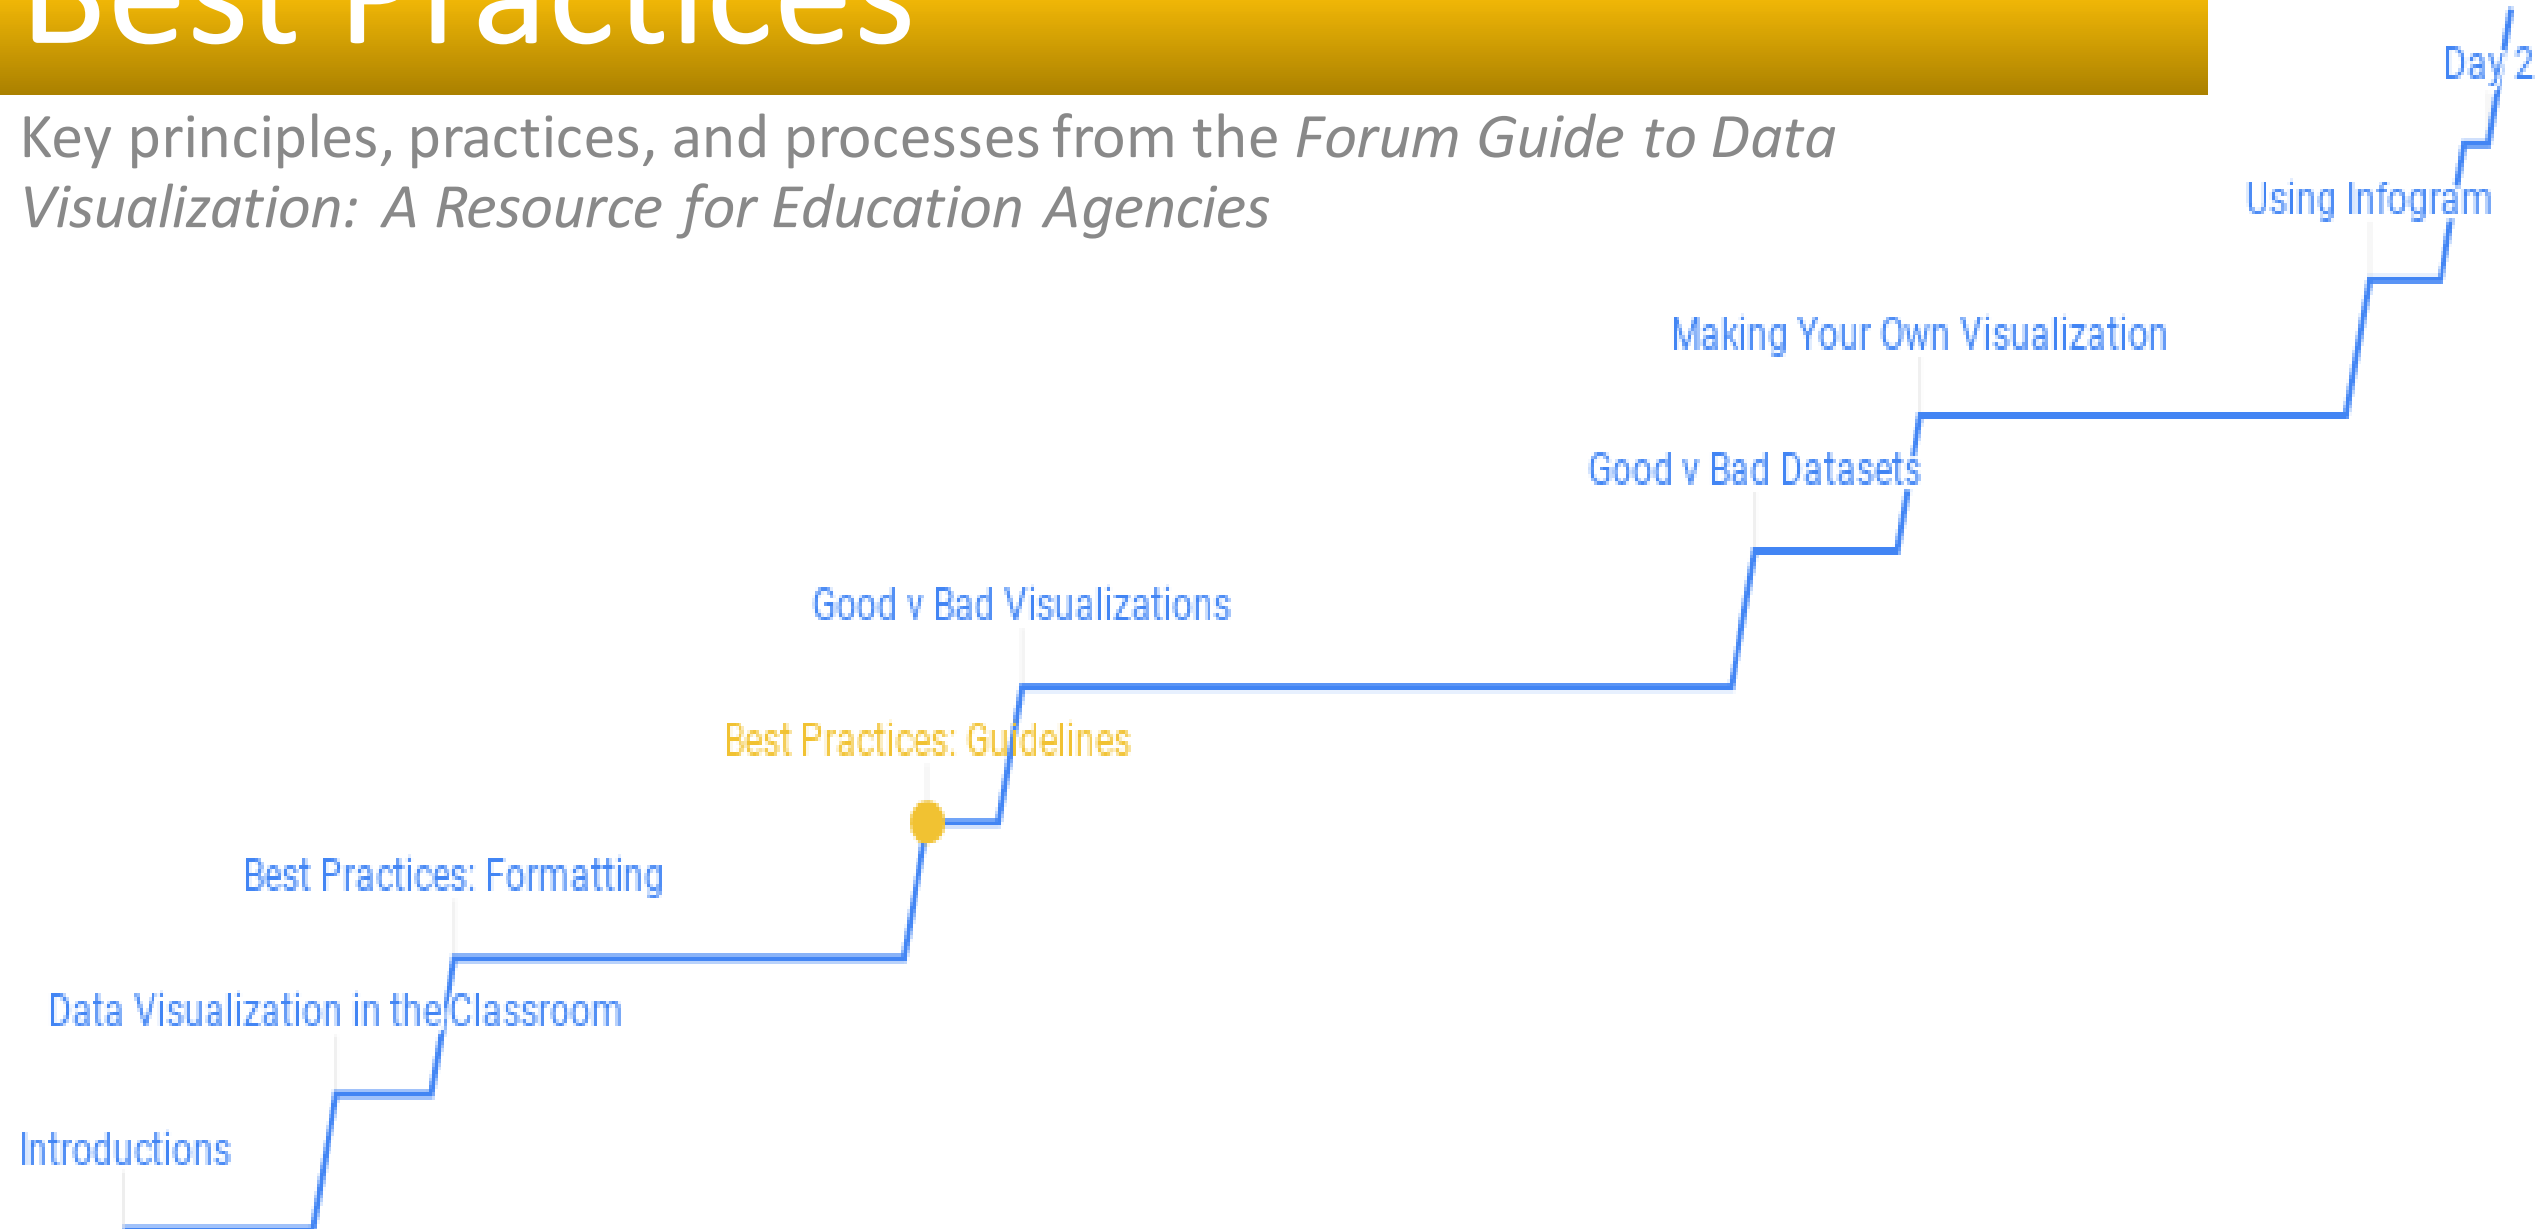 Best Practices
Key principles, practices, and processes from the Forum Guide to Data
Visualization: A Resource for Education Agencies
Day 2
Using Infogram
Making Your Own Visualization
Good v Bad Datasets
Good v Bad Visualizations
Best Practices: Guidelines
Best Practices: Formatting
Data Visualization in the Classroom
Introductions